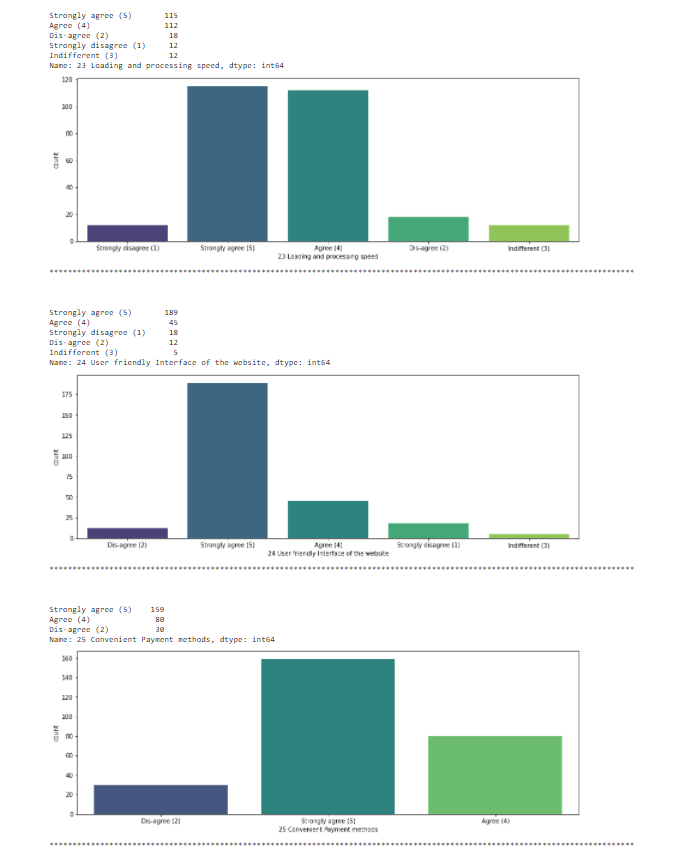 Strongly agree (5) 115
Agree (4) 112
Dis-agree (2) 18
Strongly disagree (1) 12
Indifferent (3) 12
Name: 23 Loading and processing speed, dtype: int64
120
100
80
60
40
20
0
count
Strongly disagree (1) Strongly agree (5) Agree (4) Dis-agree (2) Indifferent (3)
23 Loading and processing speed
Strongly agree (5) 189
Agree (4) 45
Strongly disagree (1) 18
Dis-agree (2) 12
Indifferent (3) 5
Name: 24 User friendly Interface of the website, dtype: int64
175
150
125
100
75
50
25
0
count
Dis-agree (2) Strongly agree (5) Agree (4) Strongly disagree (1) Indifferent (3)
24 User friendly Interface of the website
Strongly agree (5) 159
Agree (4) 80
Dis-agree (2) 30
Name: 25 Convenient Payment methods, dtype: int64
160
140
120
100
80
60
40
20
0
count
Dis-agree (2) Strongly agree (5) Agree (4)
25 Convenient Payment methods